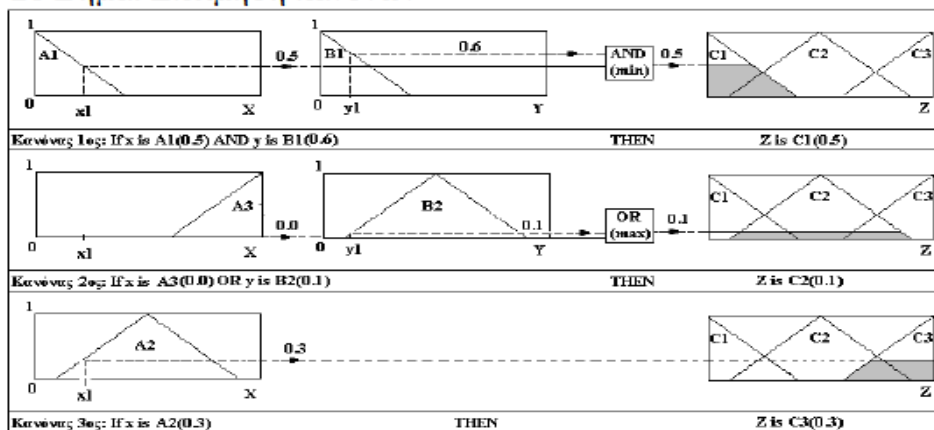 1
A1
0.5
1
B1
0.6
AND
(min)
0.5
C1
C2
C3
0
x1
X
0
y1
Y
Z
Κανόνας 1ος: If x is A1(0.5) AND y is B1(0.6) THEN Z is C1(0.5)
1
A3
0.0
1
B2
0.1
OR
(max)
0.1
C1
C2
C3
0
x1
X
0
y1
Y
Z
Κανόνας 2ος: If x is A3(0.0) OR y is B2(0.1) THEN Z is C2(0.1)
1
A2
0.3
C1
C2
C3
0
x1
X
Z
Κανόνας 3ος: If x is A2(0.3) THEN Z is C3(0.3)